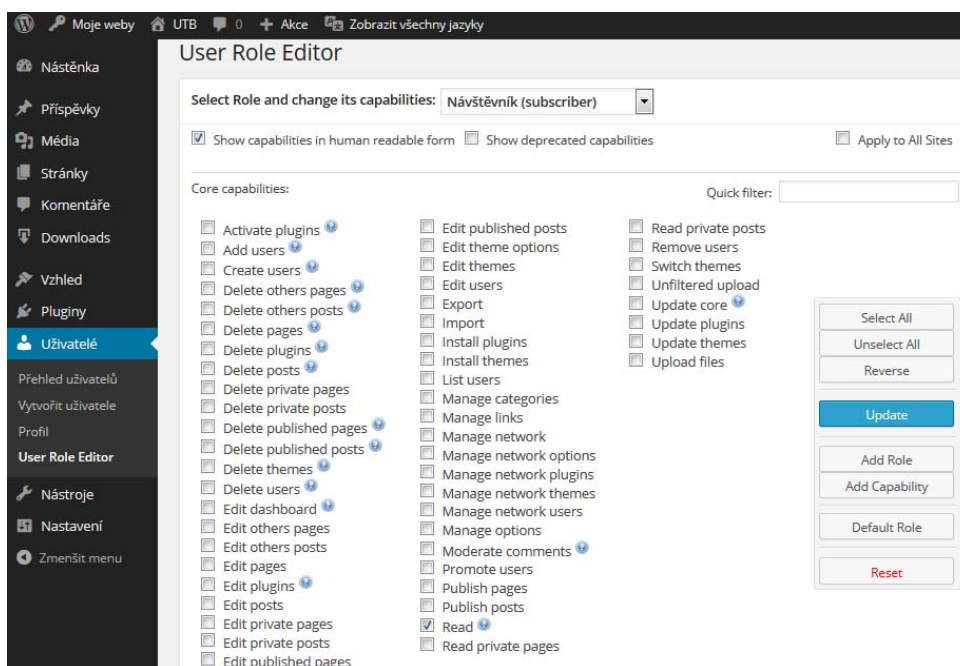 Moje weby UTB 0 Akce Zobrazit všechny jazyky
Nástěnka
Příspěvky
Média
Stránky
Komentáře
Downloads
Vzhled
Pluginy
Uživatelé
Přehled uživatelů
Vytvořit uživatele
Profil
User Role Editor
Nástroje
Nastavení
Zmenšit menu
User Role Editor
Select Role and change its capabilities: Návštěvník (subscriber)
Show capabilities in human readable form Show deprecated capabilities Apply to All Sites
Core capabilities: Quick filter:
Activate plugins
Add users
Create users
Delete others pages
Delete others posts
Delete pages
Delete plugins
Delete posts
Delete private pages
Delete private posts
Delete published pages
Delete published posts
Delete themes
Delete users
Edit dashboard
Edit others pages
Edit others posts
Edit pages
Edit plugins
Edit posts
Edit private pages
Edit private posts
Edit published pages
Edit published posts
Edit theme options
Edit themes
Edit users
Export
Import
Install plugins
Install themes
List users
Manage categories
Manage links
Manage network
Manage network options
Manage network plugins
Manage network themes
Manage network users
Manage options
Moderate comments
Promote users
Publish pages
Publish posts
Read
Read private pages
Read private posts
Remove users
Switch themes
Unfiltered upload
Update core
Update plugins
Update themes
Upload files
Select All
Unselect All
Reverse
Update
Add Role
Add Capability
Default Role
Reset